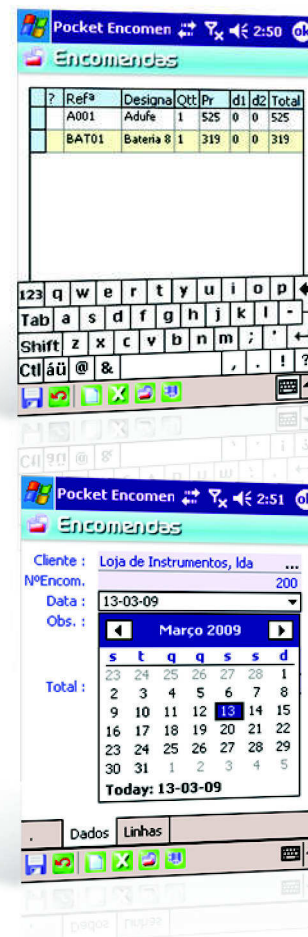 Pocket Encomen 2:50 ok
Encomendas
? Refª Designa Qtt Pr d1 d2 Total
A001 Adufe 1 525 0 0 525
BAT01 Bateria 8 1 319 0 0 319
123 q w e r t y u i o p
Tab a s d f g h j k l -
Shift z x c v b n m ; ´
Ctl áü @ & , . ! ?
Pocket Encomen 2:51 ok
Encomendas
Cliente : Loja de Instrumentos, lda ...
NºEncom. 200
Data : 13-03-09
Obs. :
Março 2009
s t q q s s d
23 24 25 26 27 28 1
Total :
2 3 4 5 6 7 8
9 10 11 12 13 14 15
16 17 18 19 20 21 22
23 24 25 26 27 28 29
30 31 1 2 3 4 5
Today: 13-03-09
. Dados Linhas